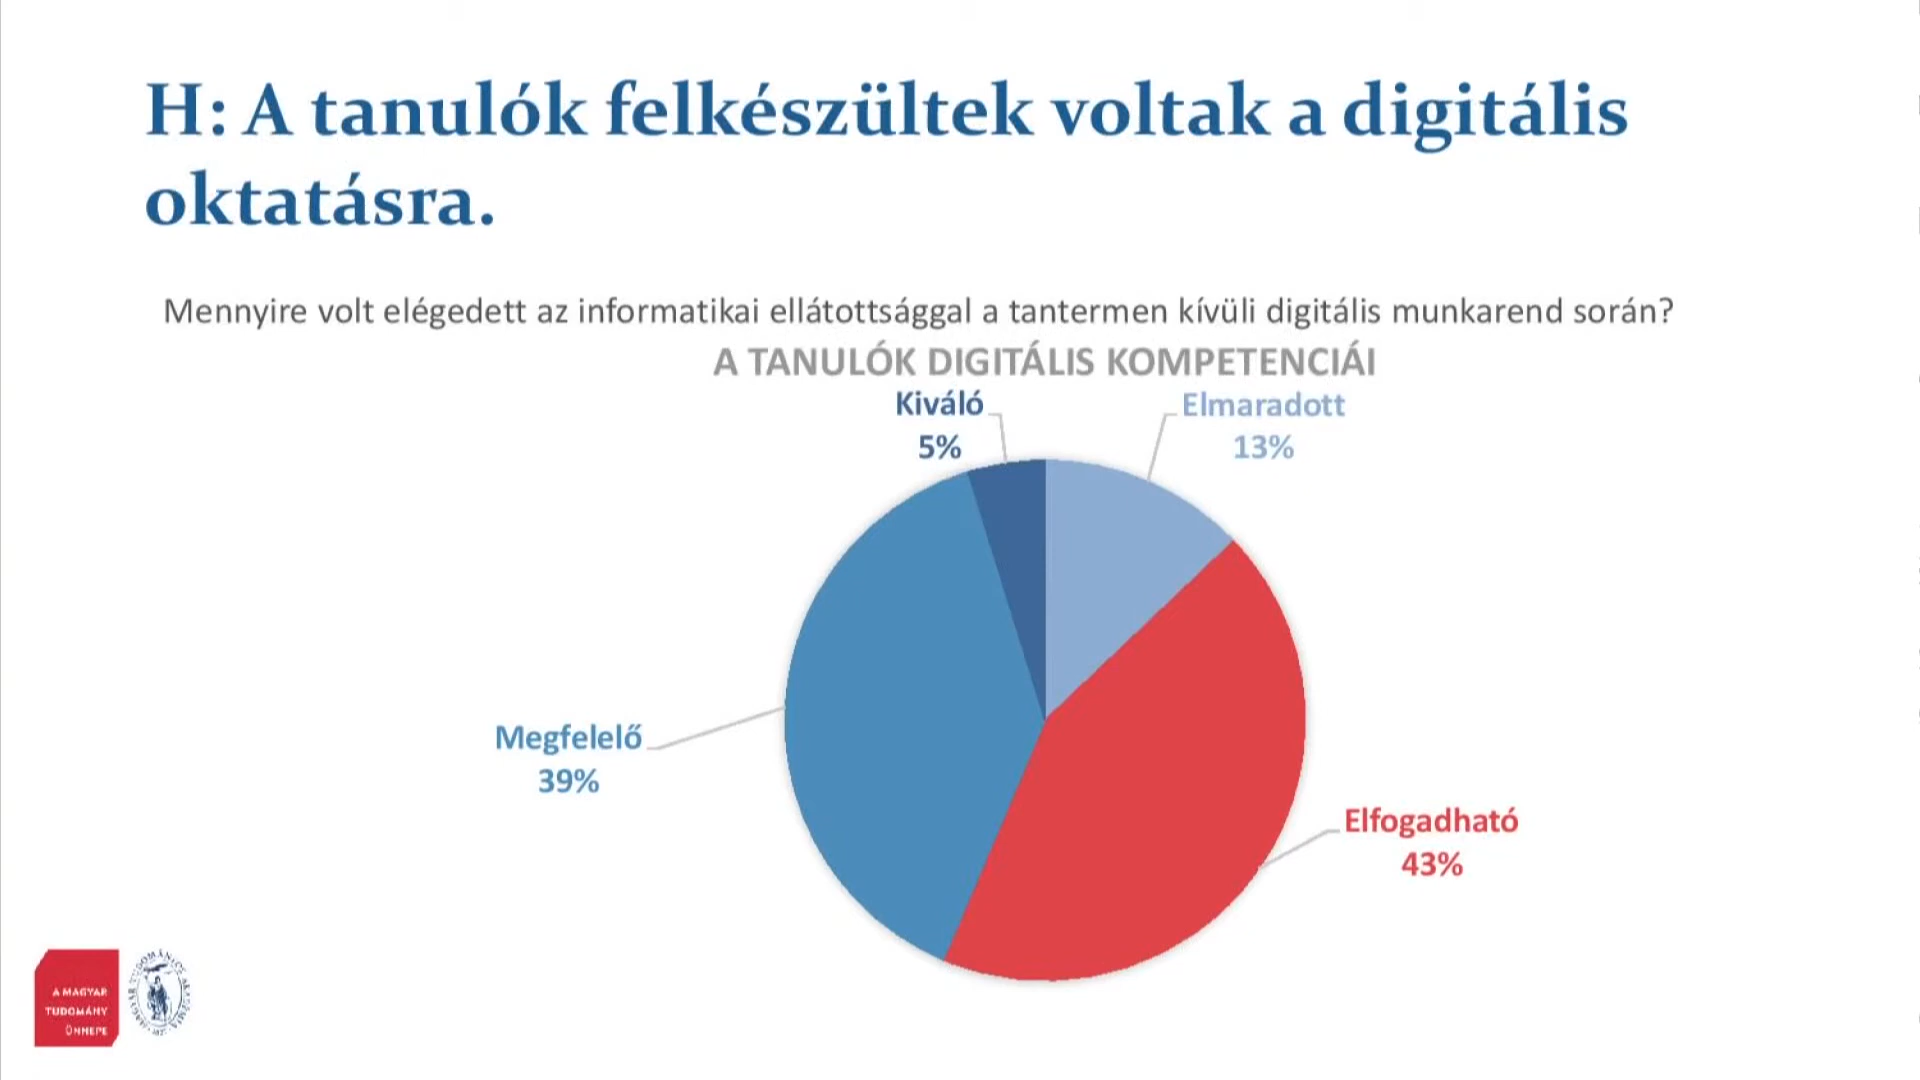 H: A tanulók felkészültek voltak a digitális
oktatásra.
Mennyire volt elégedett az informatikai ellátottsággal a tantermen kívüli digitális munkarend során?
A TANULÓK DIGITÁLIS KOMPETENCIÁI
Kiváló
5%
Elmaradott
13%
Megfelelő
39%
Elfogadható
43%
A MAGYAR
TUDOMÁNY
ÜNNEPE